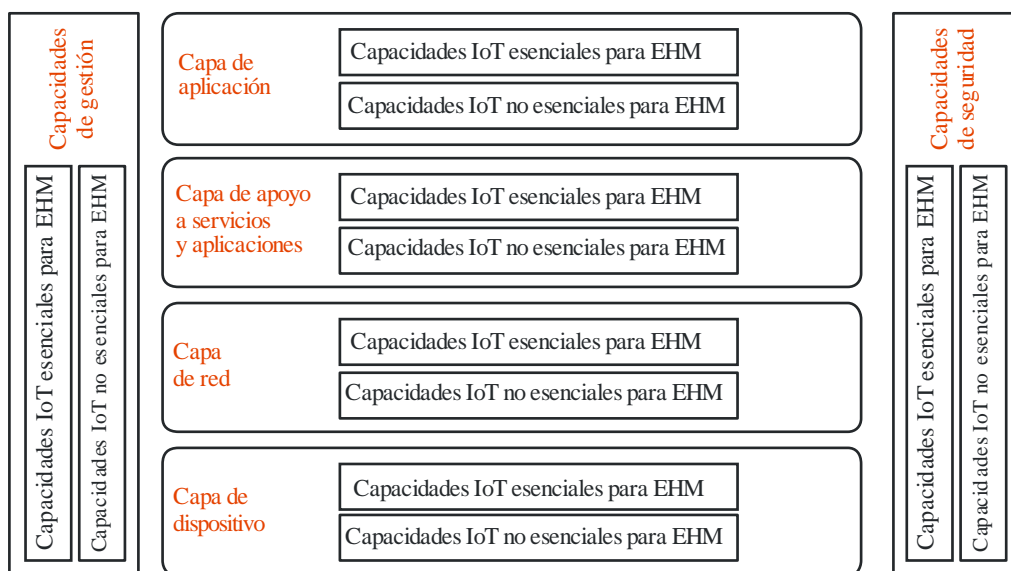 Capacidades
de gestión
Capacidades IoT esenciales para EHM
Capacidades IoT no esenciales para EHM
Capa de
aplicación
Capacidades IoT esenciales para EHM
Capacidades IoT no esenciales para EHM
Capa de apoyo
a servicios
y aplicaciones
Capacidades IoT esenciales para EHM
Capacidades IoT no esenciales para EHM
Capa
de red
Capacidades IoT esenciales para EHM
Capacidades IoT no esenciales para EHM
Capa de
dispositivo
Capacidades IoT esenciales para EHM
Capacidades IoT no esenciales para EHM
Capacidades
de seguridad
Capacidades IoT esenciales para EHM
Capacidades IoT no esenciales para EHM